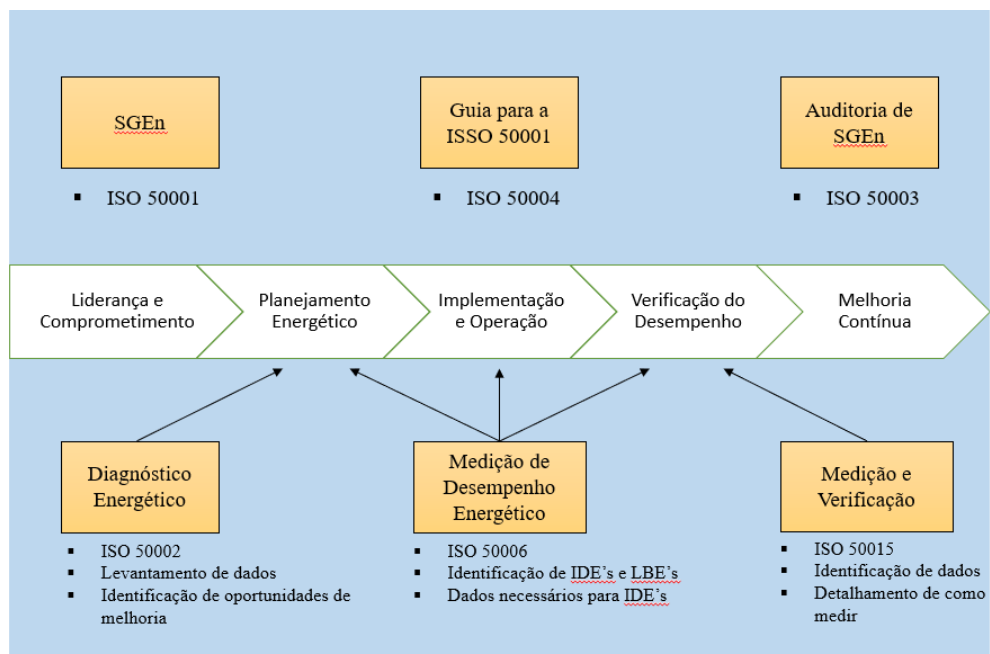 SGEn
▪ ISO 50001
Guia para a
ISSO 50001
▪ ISO 50004
Auditoria de
SGEn
▪ ISO 50003
Liderança e
Comprometimento
Planejamento
Energético
Implementação
e Operação
Verificação do
Desempenho
Melhoria
Contínua
Diagnóstico
Energético
▪ ISO 50002
▪ Levantamento de dados
▪ Identificação de oportunidades de
melhoria
Medição de
Desempenho
Energético
▪ ISO 50006
▪ Identificação de IDE’s e LBE’s
▪ Dados necessários para IDE’s
Medição e
Verificação
▪ ISO 50015
▪ Identificação de dados
▪ Detalhamento de como
medir